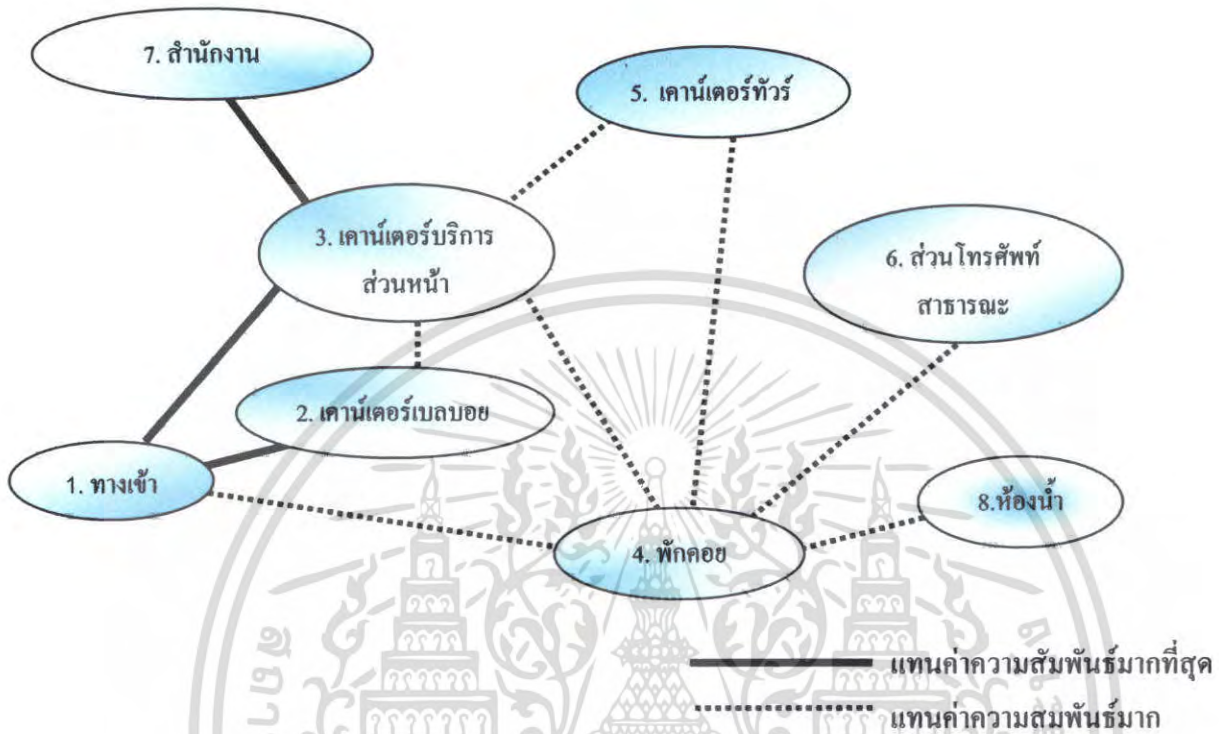 7. สำนักงาน
5. เคาน์เตอร์ทัวร์
3. เคาน์เตอร์บริการ
ส่วนหน้า
6. ส่วนโทรศัพท์
สาธารณะ
2. เคาน์เตอร์เบลบอย
1. ทางเข้า
8.ห้องน้ำ
4. พักคอย
แทนค่าความสัมพันธ์มากที่สุด
แทนค่าความสมพันธ์มาก